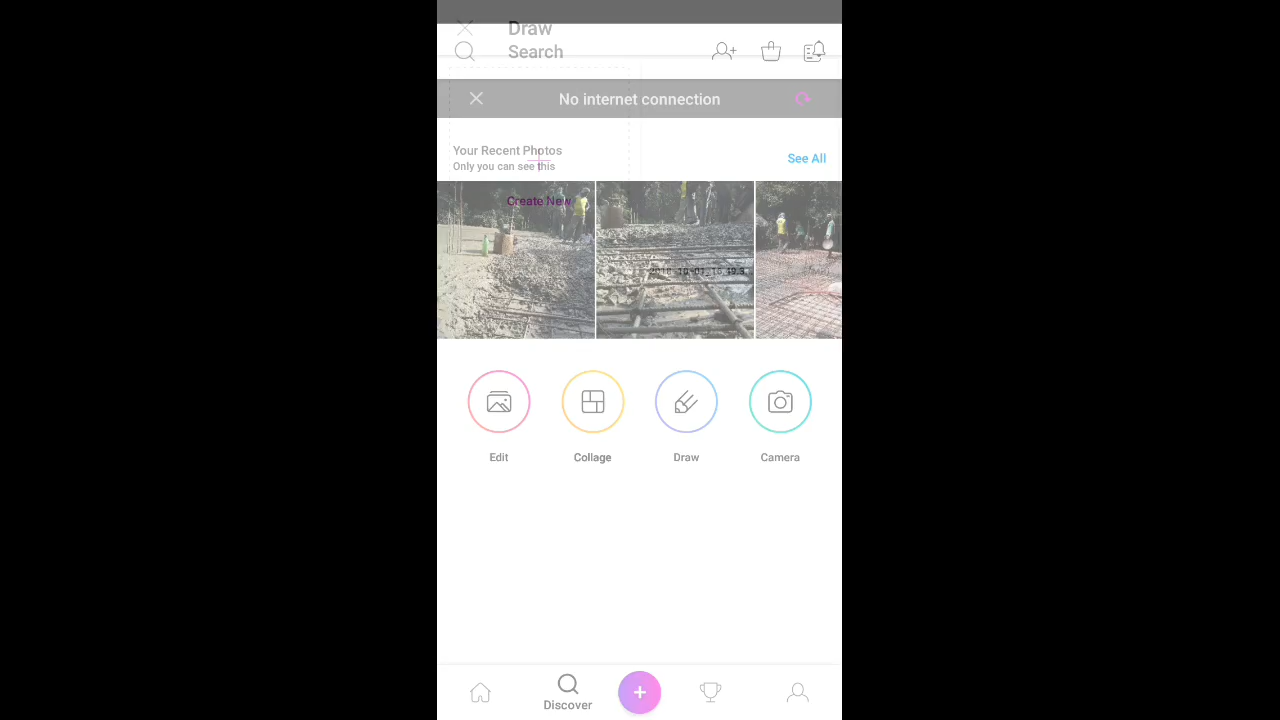 Draw
Search
No internet connection
Your Recent Photos
Only you can see this
See All
Create New
Edit
Collage
Draw
Camera
Discover